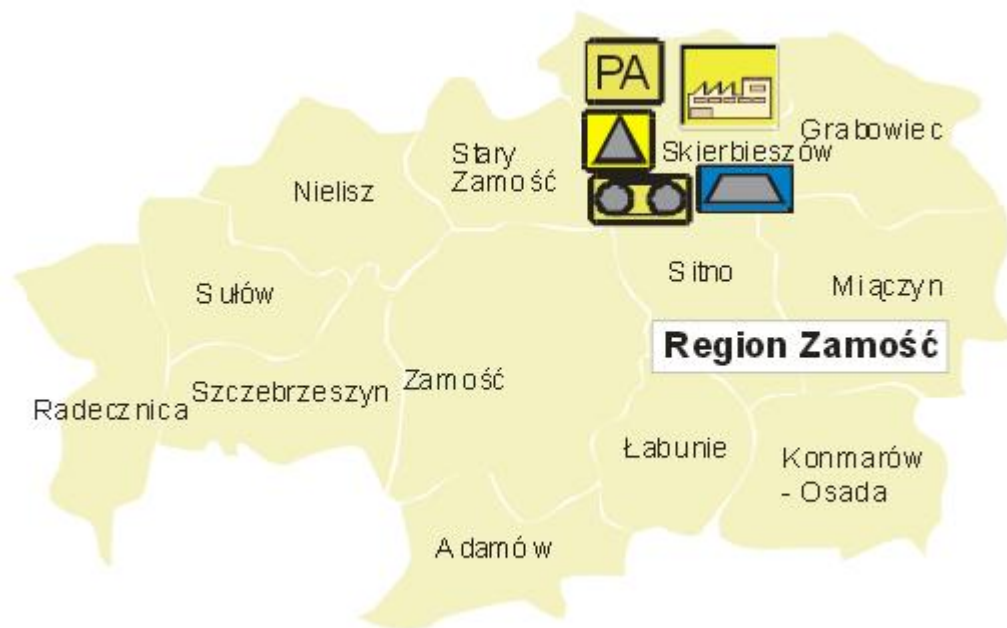 PA
Grabowiec
Stary
Zamość
Skierbieszów
Nielisz
Sitno
Sułów
Miączyn
Region Zamość
Szczebrzeszyn
Zamość
Radecznica
Łabunie
Konmarów
- Osada
Adamów